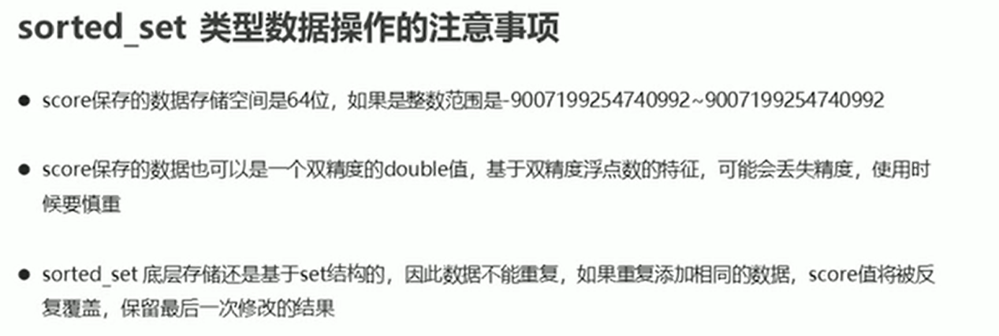 sorted_set 类型数据操作的注意事项
● score保存的数据存储空间是64位，如果是整数范围是-9007199254740992~9007199254740992
● score保存的数据也可以是一个双精度的double值，基于双精度浮点数的特征，可能会丢失精度，使用时
候要慎重
● sorted_set 底层存储还是基于set结构的，因此数据不能重复，如果重复添加相同的数据，score值将被反
复覆盖，保留最后一次修改的结果